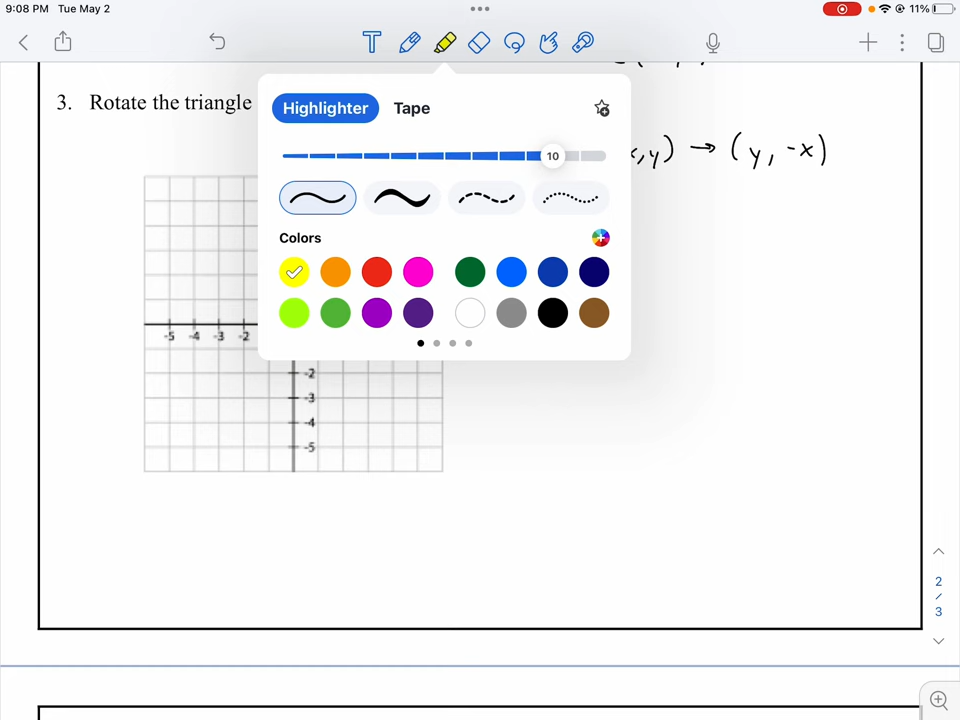 9:08 PM Tue May 2
11%
T
3. Rotate the triangle
Highlighter
Tape
10
Colors
x,y) → (y, -x)
-5 -4 -3 -2
-2
-3
-4
-5
2
/
3